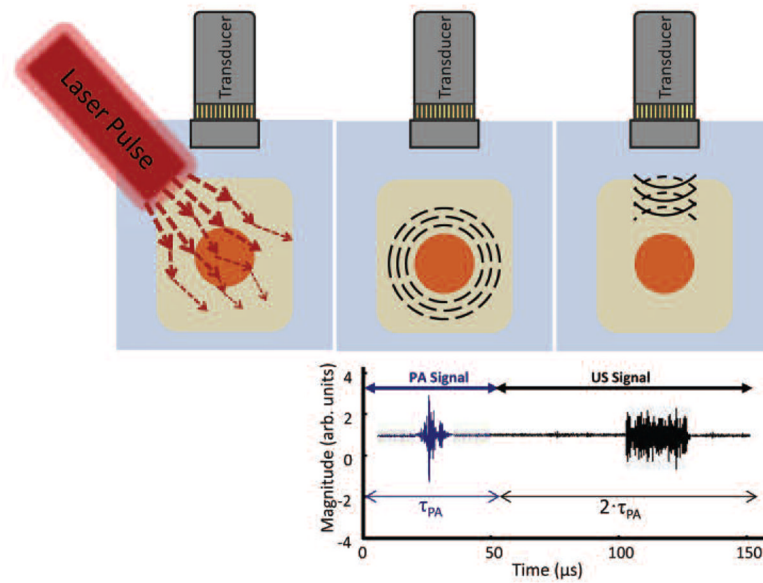 Transducer
Transducer
Transducer
Laser Pulse
PA Signal
US Signal
Magnitude (arb. units)
4
2
0
-2
-4
τPA
2·τPA
0
50
100
150
Time (μs)